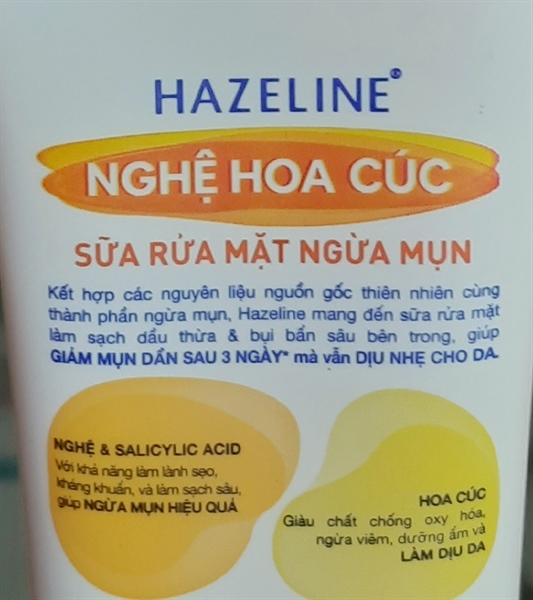 HAZELINE®
NGHỆ HOA CÚC
SỮA RỬA MẶT NGỪA MỤN
Kết hợp các nguyên liệu nguồn gốc thiên nhiên cùng
thành phần ngừa mụn, Hazeline mang đến sữa rửa mặt
làm sạch dầu thừa & bụi bẩn sâu bên trong, giúp
GIẢM MỤN DẦN SAU 3 NGÀY* mà vẫn DỊU NHẸ CHO DA.
NGHỆ & SALICYLIC ACID
Với khả năng làm lành sẹo,
kháng khuẩn, và làm sạch sâu,
giúp NGỪA MỤN HIỆU QUẢ
HOA CÚC
Giàu chất chống oxy hóa,
ngừa viêm, dưỡng ẩm và
LÀM DỊU DA